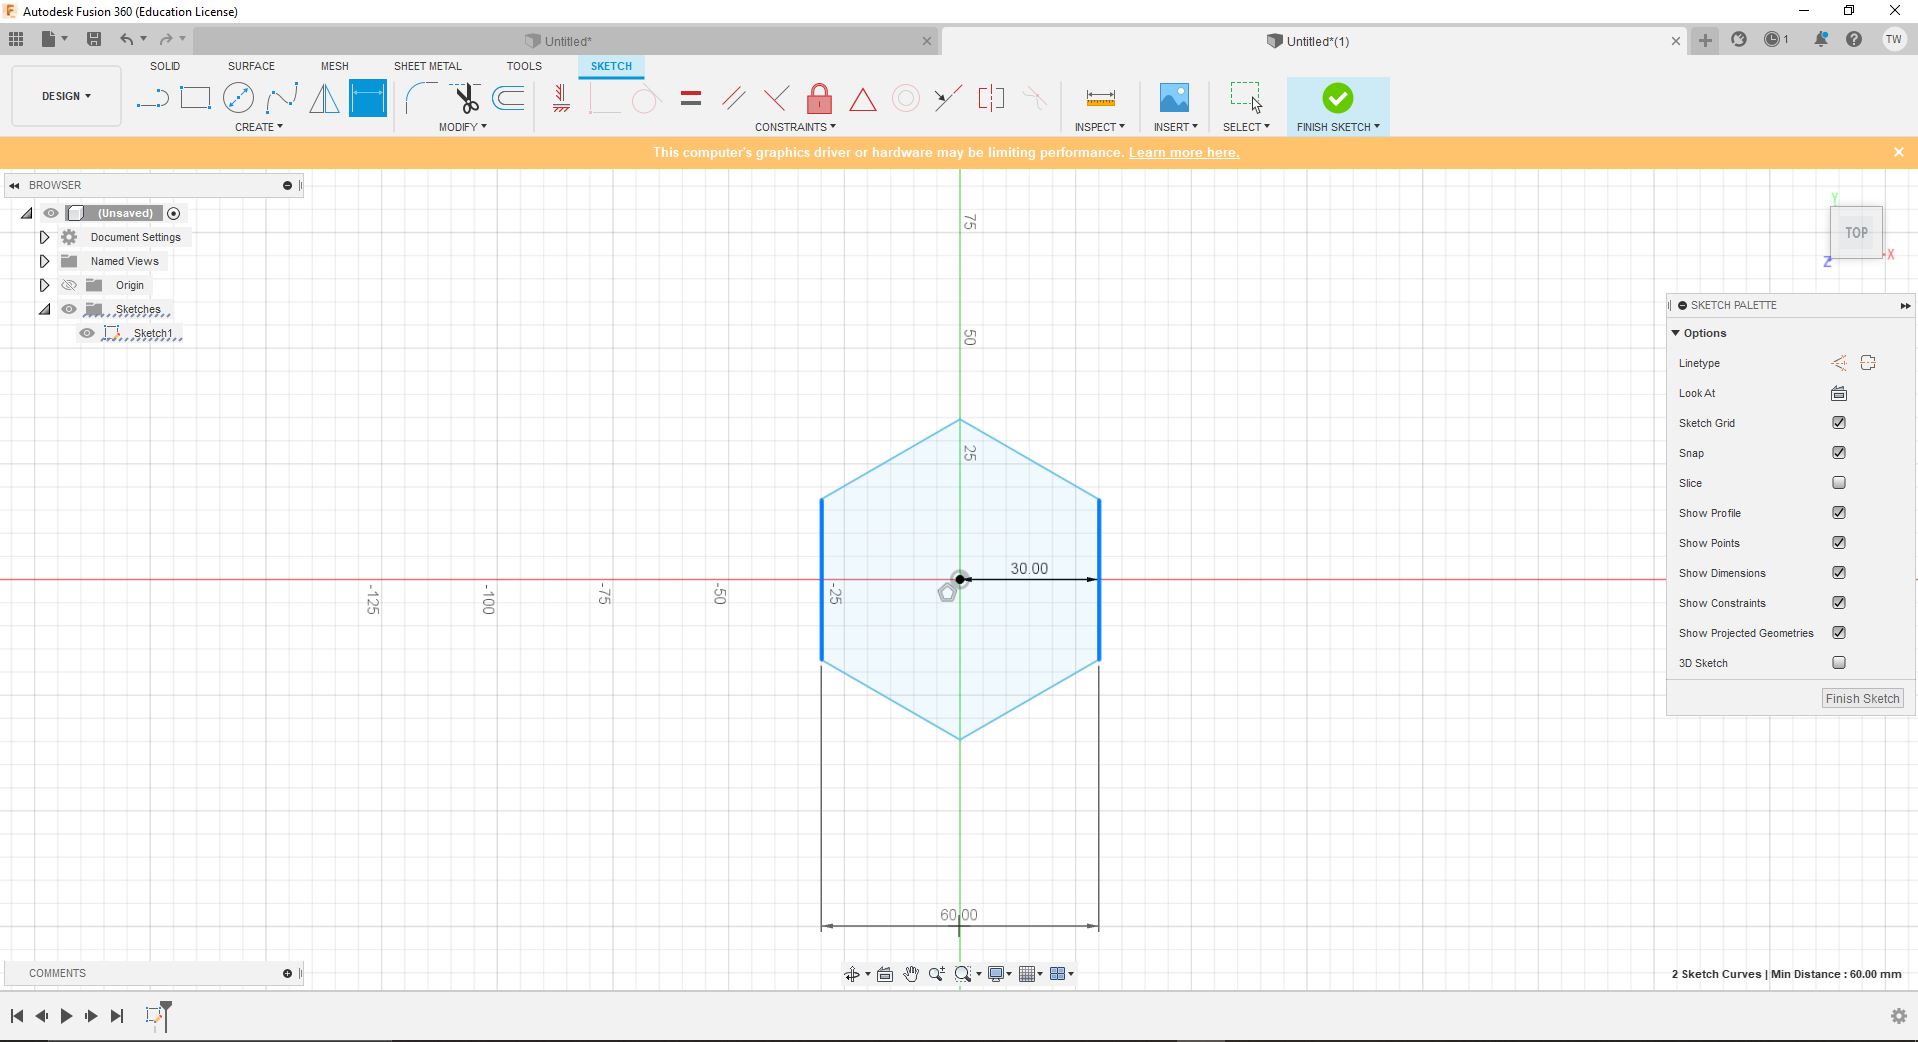 Autodesk Fusion 360 (Education License)
Untitled*
Untitled*(1)
1
TW
DESIGN
SOLID
SURFACE
MESH
SHEET METAL
TOOLS
SKETCH
CREATE
MODIFY
CONSTRAINTS
INSPECT
INSERT
SELECT
FINISH SKETCH
This computer's graphics driver or hardware may be limiting performance. Learn more here.
BROWSER
(Unsaved)
Document Settings
Named Views
Origin
Sketches
Sketch1
75
50
25
-125
-100
-75
-50
-25
30.00
60.00
Y
TOP
X
Z
SKETCH PALETTE
Options
Linetype
Look At
Sketch Grid
Snap
Slice
Show Profile
Show Points
Show Dimensions
Show Constraints
Show Projected Geometries
3D Sketch
Finish Sketch
COMMENTS
2 Sketch Curves | Min Distance : 60.00 mm